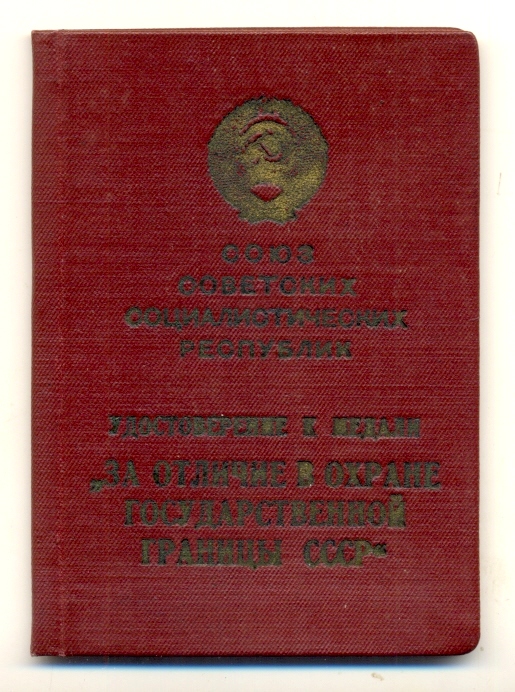 СОЮЗ
СОВЕТСКИХ
СОЦИАЛИСТИЧЕСКИХ
РЕСПУБЛИК
УДОСТОВЕРЕНИЕ К МЕДАЛИ
„ЗА ОТЛИЧИЕ В ОХРАНЕ
ГОСУДАРСТВЕННОЙ
ГРАНИЦЫ СССР“